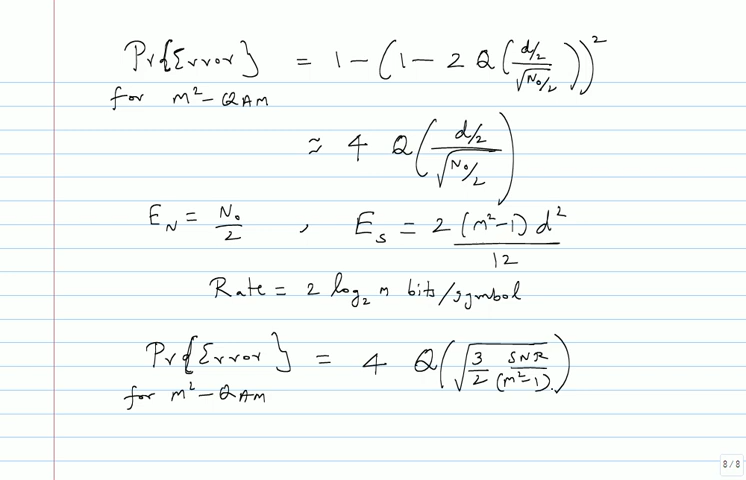 Pr{Error} = 1 - (1 - 2 Q((d/2)/√(N₀/2)))²
for m²-QAM
≈ 4 Q((d/2)/√(N₀/2))
E_N = N₀/2 , E_s = 2 (m²-1) d²/12
Rate = 2 log₂ m bits/symbol
Pr{Error} = 4 Q(√(3/2 SNR/(m²-1)))
for m²-QAM
8/8